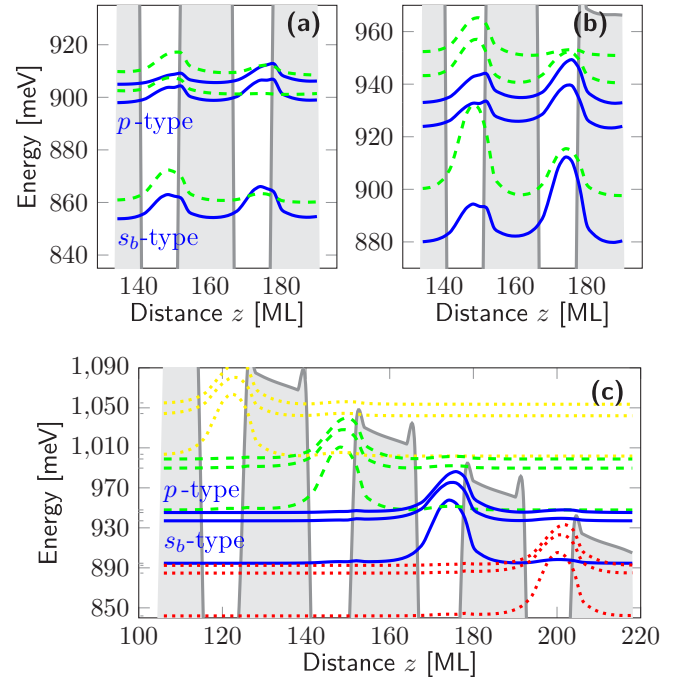 (a)
(b)
Energy [meV]
920
900
880
860
840
p-type
s_b-type
140
160
180
Distance z [ML]
960
940
920
900
880
140
160
180
Distance z [ML]
(c)
Energy [meV]
1,090
1,050
1,010
970
930
890
850
p-type
s_b-type
100
120
140
160
180
200
220
Distance z [ML]